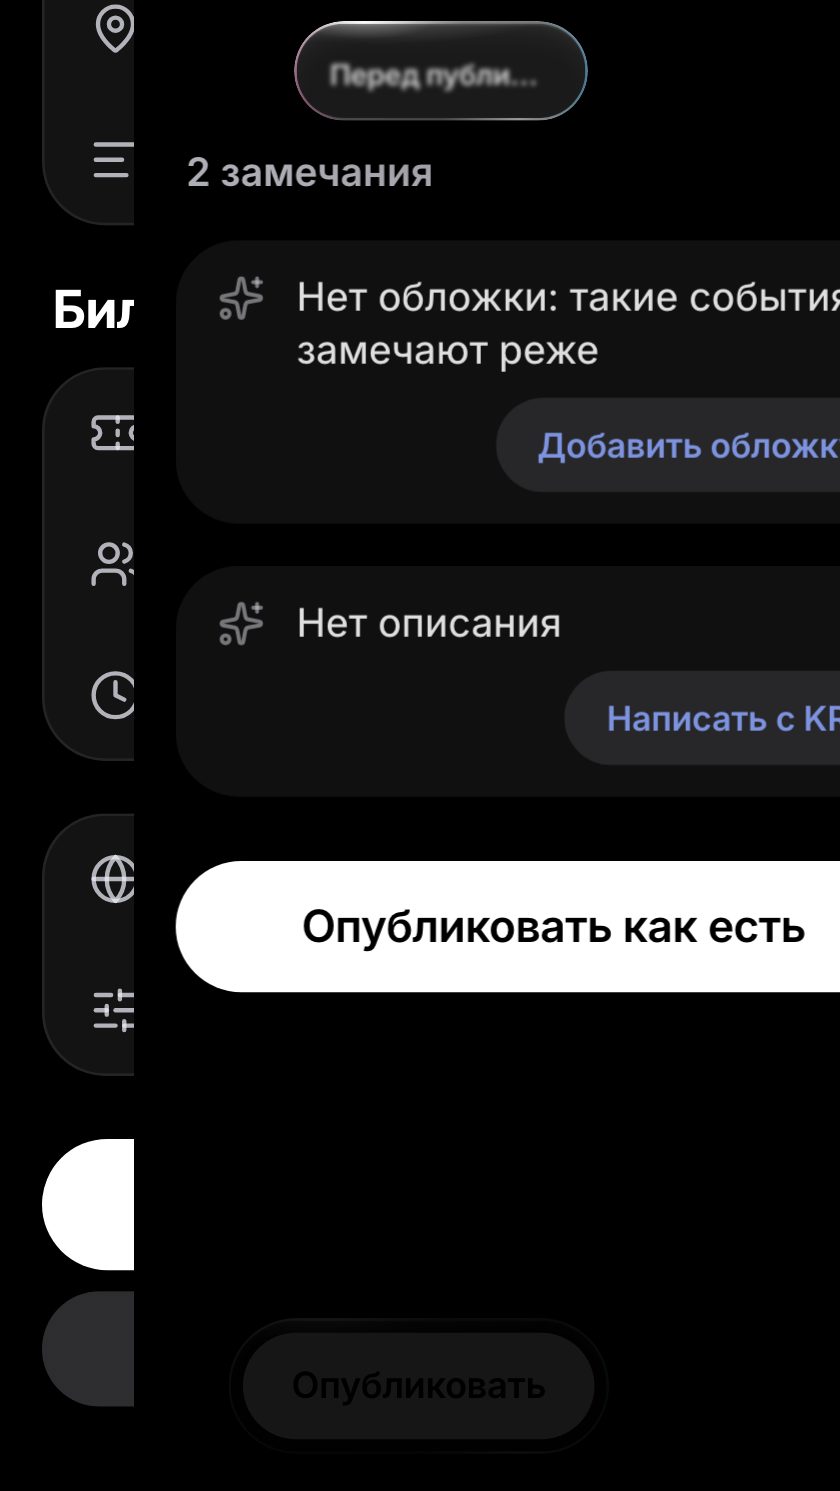 Перед публи...
2 замечания
Нет обложки: такие события
замечают реже
Добавить обложк
Нет описания
Написать с KR
Опубликовать как есть
Бил
Опубликовать